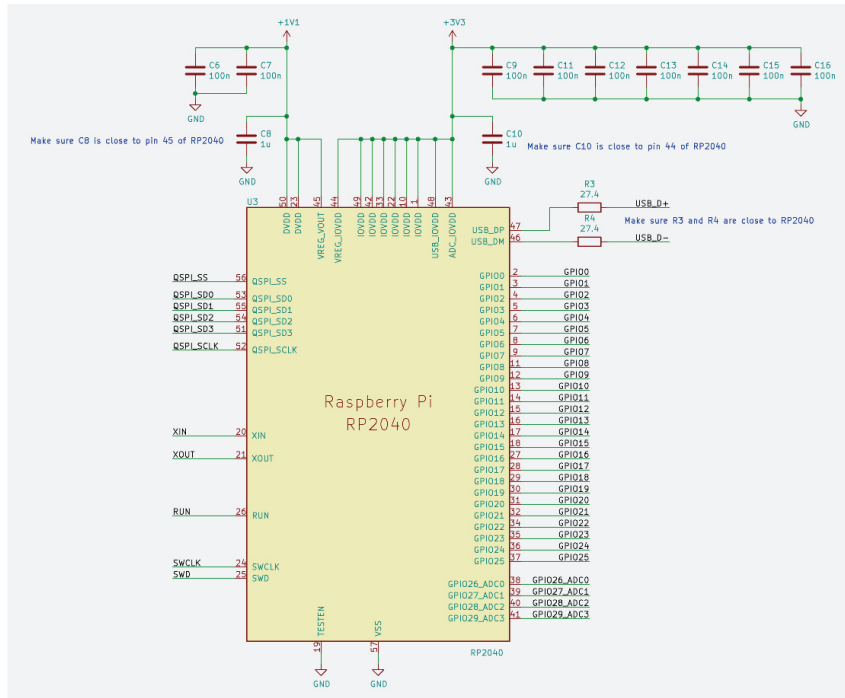 +1V1
+3V3
C6
100n
C7
100n
C9
100n
C11
100n
C12
100n
C13
100n
C14
100n
C15
100n
C16
100n
GND
GND
Make sure C8 is close to pin 45 of RP2040
C8
1u
C10
1u
Make sure C10 is close to pin 44 of RP2040
GND
GND
U3
50
23
45
44
49
42
33
22
10
1
48
43
DVDD
DVDD
VREG_VOUT
VREG_IOVDD
IOVDD
IOVDD
IOVDD
IOVDD
IOVDD
IOVDD
USB_IOVDD
ADC_IOVDD
R3
27.4
USB_D+
Make sure R3 and R4 are close to RP2040
R4
27.4
USB_D-
USB_DP 47
USB_DM 46
QSPI_SS 56 QSPI_SS
QSPI_SD0 53 QSPI_SD0
QSPI_SD1 55 QSPI_SD1
QSPI_SD2 54 QSPI_SD2
QSPI_SD3 51 QSPI_SD3
QSPI_SCLK 52 QSPI_SCLK
GPIO0 2 GPIO0
GPIO1 3 GPIO1
GPIO2 4 GPIO2
GPIO3 5 GPIO3
GPIO4 6 GPIO4
GPIO5 7 GPIO5
GPIO6 8 GPIO6
GPIO7 9 GPIO7
GPIO8 11 GPIO8
GPIO9 12 GPIO9
GPIO10 13 GPIO10
GPIO11 14 GPIO11
GPIO12 15 GPIO12
GPIO13 16 GPIO13
GPIO14 17 GPIO14
GPIO15 18 GPIO15
GPIO16 27 GPIO16
GPIO17 28 GPIO17
GPIO18 29 GPIO18
GPIO19 30 GPIO19
GPIO20 31 GPIO20
GPIO21 32 GPIO21
GPIO22 34 GPIO22
GPIO23 35 GPIO23
GPIO24 36 GPIO24
GPIO25 37 GPIO25
Raspberry Pi
RP2040
XIN 20 XIN
XOUT 21 XOUT
RUN 26 RUN
SWCLK 24 SWCLK
SWD 25 SWD
GPIO26_ADC0 38 GPIO26_ADC0
GPIO27_ADC1 39 GPIO27_ADC1
GPIO28_ADC2 40 GPIO28_ADC2
GPIO29_ADC3 41 GPIO29_ADC3
TESTEN
VSS
19
57
RP2040
GND
GND